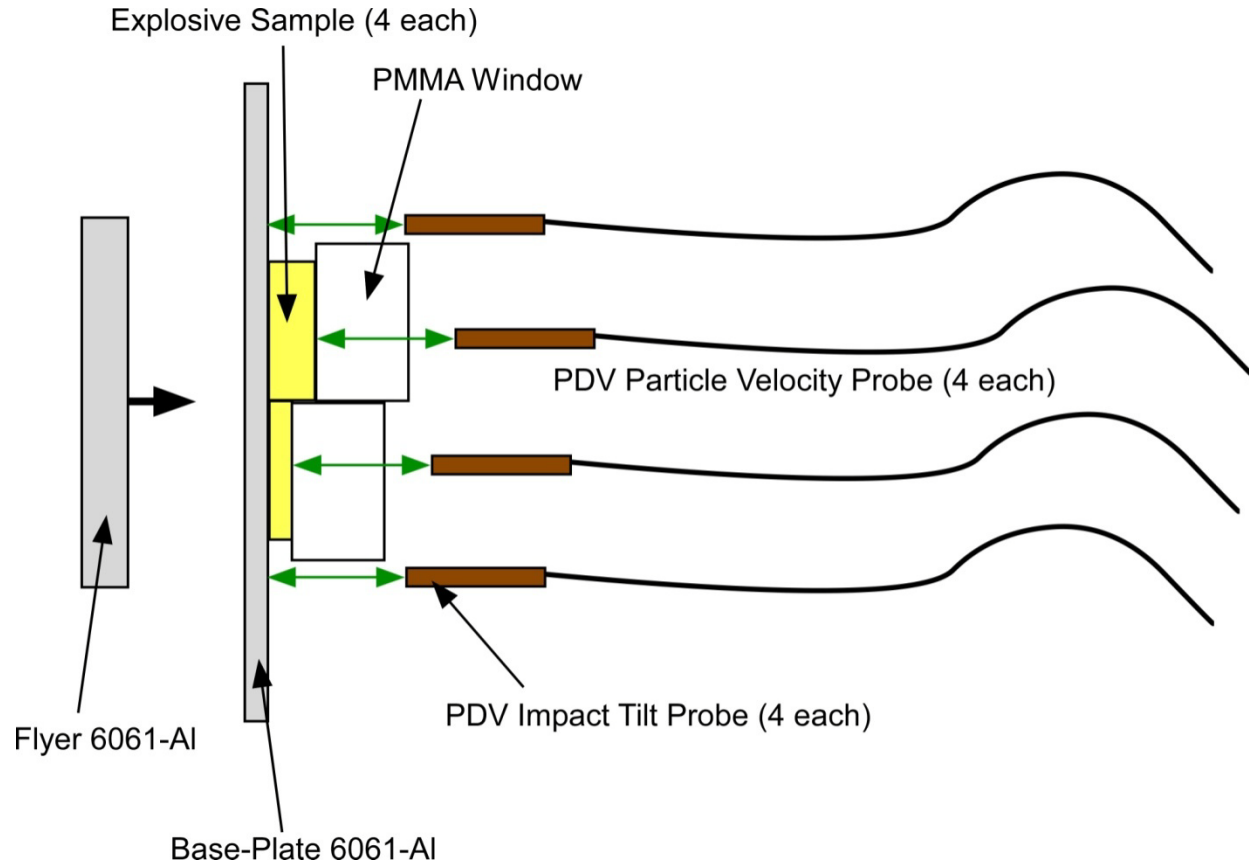 Explosive Sample (4 each)
PMMA Window
PDV Particle Velocity Probe (4 each)
PDV Impact Tilt Probe (4 each)
Flyer 6061-Al
Base-Plate 6061-Al